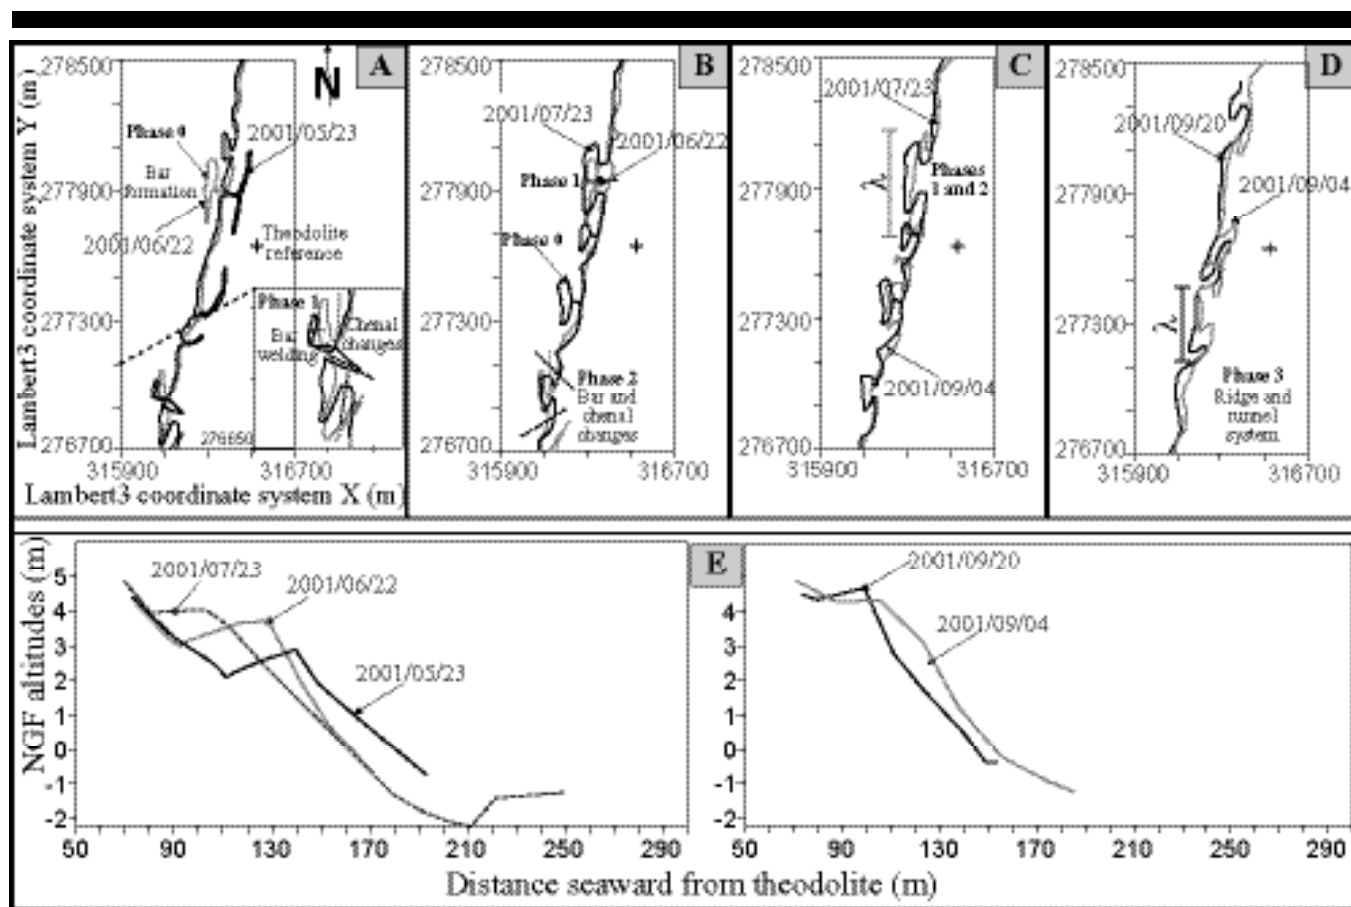 A
278500
277900
277300
276700
315900
316700
N
Phase 0
2001/05/23
Bar
formation
2001/06/22
Theodolite
reference
Phase 1
Bar
welding
Chenal
changes
276650
Lambert3 coordinate system Y (m)
Lambert3 coordinate system X (m)
B
278500
277900
277300
276700
315900
316700
2001/07/23
2001/06/22
Phase 1
Phase 0
Phase 2
Bar and
chenal
changes
C
278500
277900
277300
276700
315900
316700
2001/07/23
λ
Phases
1 and 2
2001/09/04
D
278500
277900
277300
276700
315900
316700
2001/09/20
2001/09/04
λ
Phase 3
Ridge and
runnel
system
E
NGF altitudes (m)
5
4
3
2
1
0
-1
-2
2001/07/23
2001/06/22
2001/05/23
50 90 130 170 210 250 290
4
3
2
1
0
-1
-2
2001/09/20
2001/09/04
50 90 130 170 210 250 290
Distance seaward from theodolite (m)